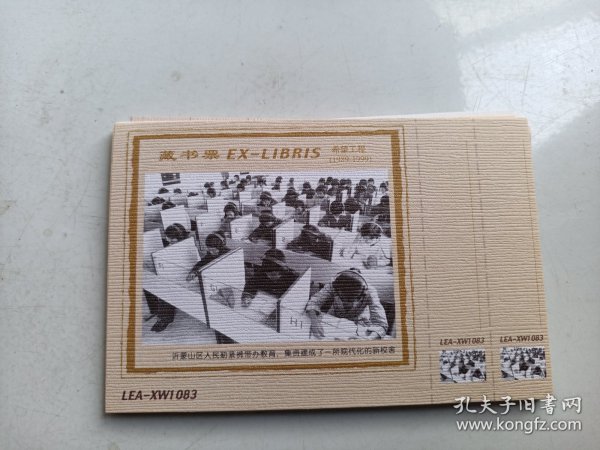 藏书票 EX-LIBRIS
希望工程
(1989-1999)
沂蒙山区人民勒紧裤带办教育，集资建成了一所现代化的新校舍
LEA-XW1083
LEA-XW1083
LEA-XW1083
孔夫子旧书网
www.kongfz.com